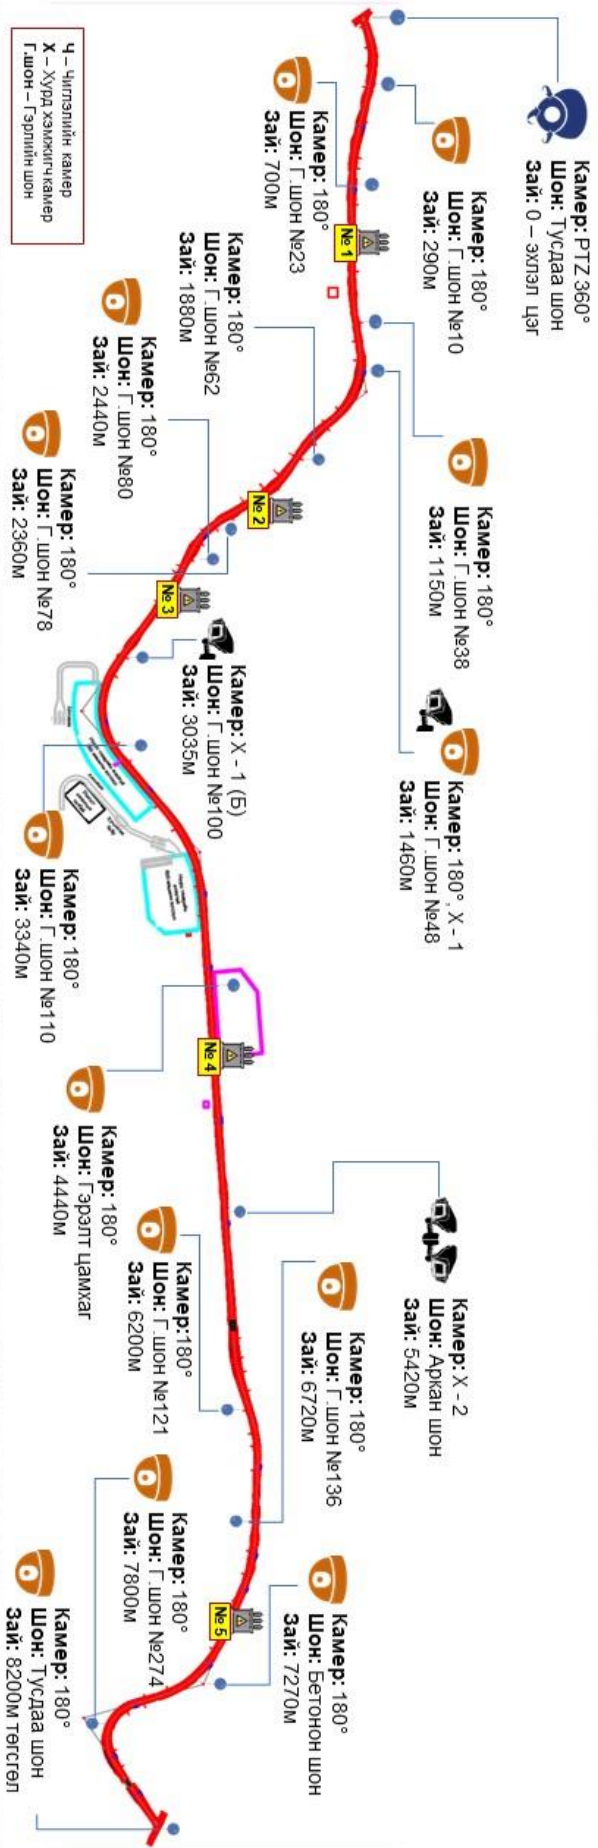 Камер: PTZ 360°
Шон: Тусдаа шон
Зай: 0 – эхлэл цэг
Камер: 180°
Шон: Г.шон №10
Зай: 290м
Камер: 180°
Шон: Г.шон №23
Зай: 700м
№ 1
Камер: 180°
Шон: Г.шон №38
Зай: 1150м
Камер: 180°, Х - 1
Шон: Г.шон №48
Зай: 1460м
Камер: 180°
Шон: Г.шон №62
Зай: 1880м
№ 2
Камер: 180°
Шон: Г.шон №80
Зай: 2440м
Камер: 180°
Шон: Г.шон №78
Зай: 2360м
№ 3
Камер: Х - 1 (Б)
Шон: Г.шон №100
Зай: 3035м
Камер: 180°
Шон: Г.шон №110
Зай: 3340м
Камер: 180°
Шон: Гэрэлт цамхаг
Зай: 4440м
№ 4
Камер: Х - 2
Шон: Аркан шон
Зай: 5420м
Камер:180°
Шон: Г.шон №121
Зай: 6200м
Камер: 180°
Шон: Г.шон №136
Зай: 6720м
№ 5
Камер: 180°
Шон: Бетонон шон
Зай: 7270м
Камер: 180°
Шон: Г.шон №274
Зай: 7800м
Камер: 180°
Шон: Тусдаа шон
Зай: 8200м төгсгөл
Ч – Чиглэлийн камер
Х – Хурд хэмжигч камер
Г.шон – Гэрлийн шон